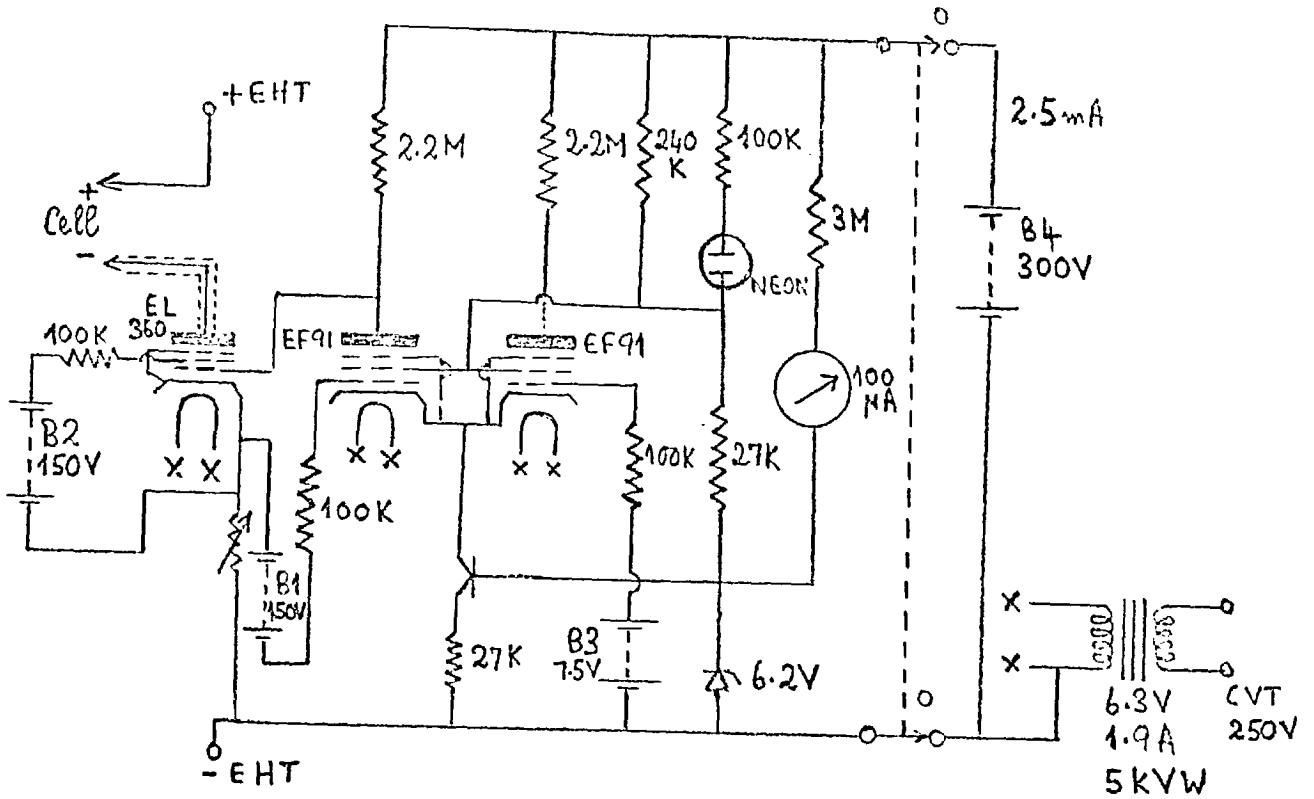 O
+EHT
2.2M
2.2M
240
K
100K
2.5mA
+
Cell
-
3M
B4
300V
NEON
EL
360
100K
EF91
EF91
100
µA
B2
150V
100K
27K
100K
B1
150V
27K
B3
7.5V
6.2V
O
- EHT
X X
X X
X X
X
X
6.3V
1.9A
5KVW
CVT
250V